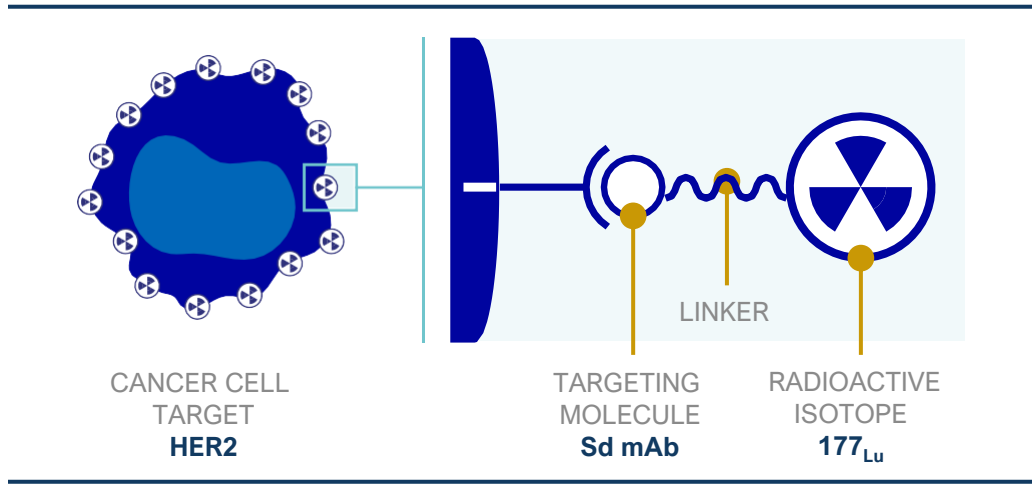 LINKER
CANCER CELL
TARGET
HER2
TARGETING
MOLECULE
Sd mAb
RADIOACTIVE
ISOTOPE
177Lu